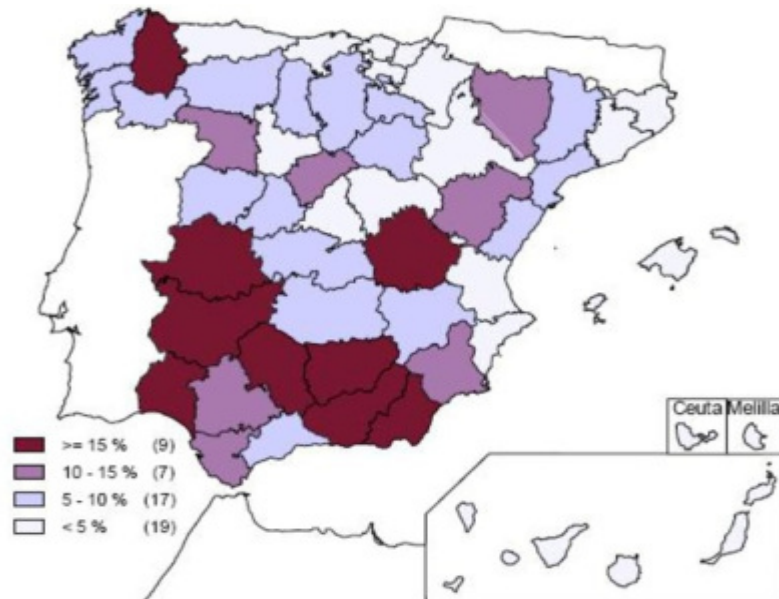 Ceuta Melilla
>= 15 % (9)
10 - 15 % (7)
5 - 10 % (17)
< 5 % (19)